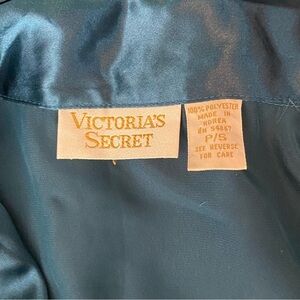 VICTORIA'S
SECRET
100% POLYESTER
MADE IN
KOREA
RN 54867
P/S
SEE REVERSE
FOR CARE